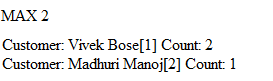 MAX 2
Customer: Vivek Bose[1] Count: 2
Customer: Madhuri Manoj[2] Count: 1